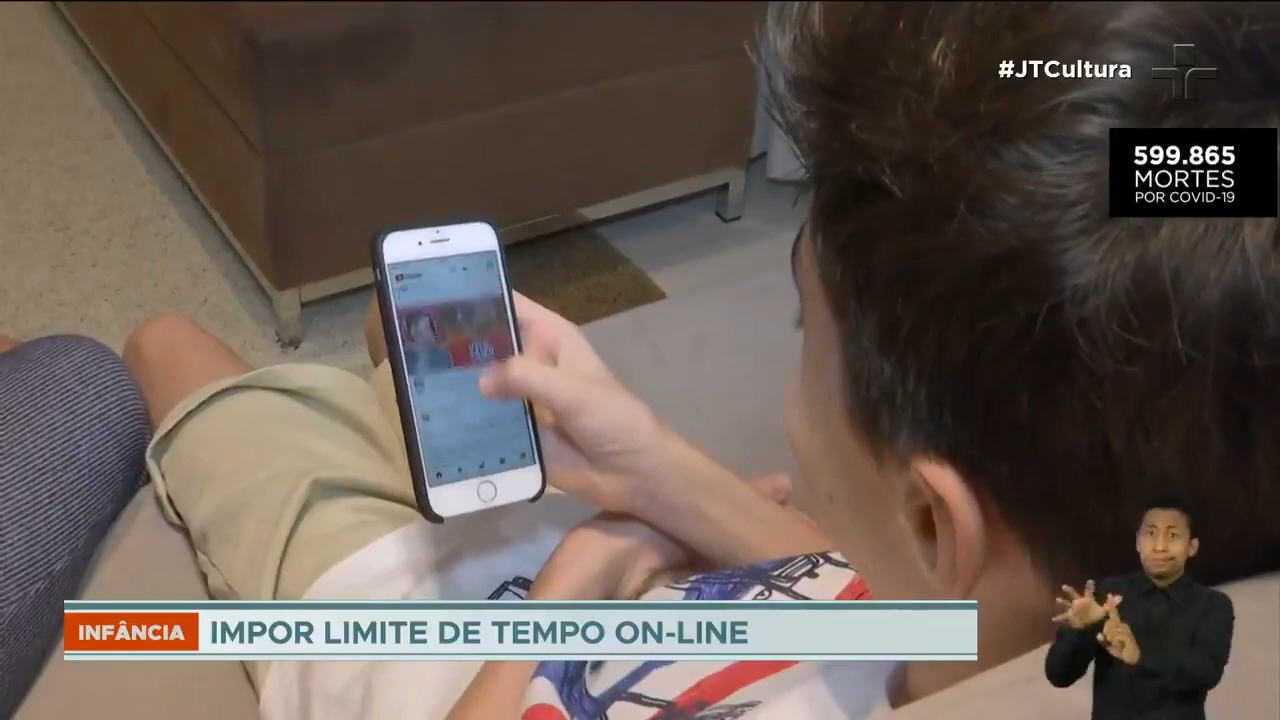 #JTCultura
599.865
MORTES
POR COVID-19
INFÂNCIA
IMPOR LIMITE DE TEMPO ON-LINE